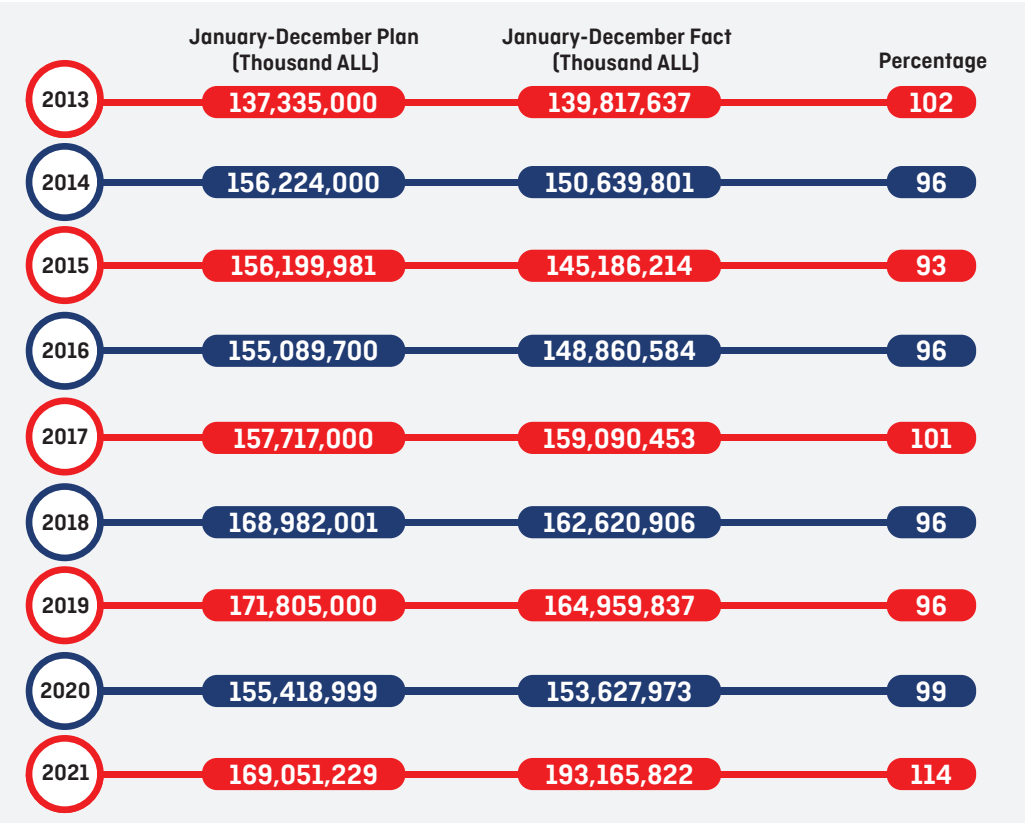 January-December Plan
(Thousand ALL)
January-December Fact
(Thousand ALL)
Percentage
2013 137,335,000 139,817,637 102
2014 156,224,000 150,639,801 96
2015 156,199,981 145,186,214 93
2016 155,089,700 148,860,584 96
2017 157,717,000 159,090,453 101
2018 168,982,001 162,620,906 96
2019 171,805,000 164,959,837 96
2020 155,418,999 153,627,973 99
2021 169,051,229 193,165,822 114